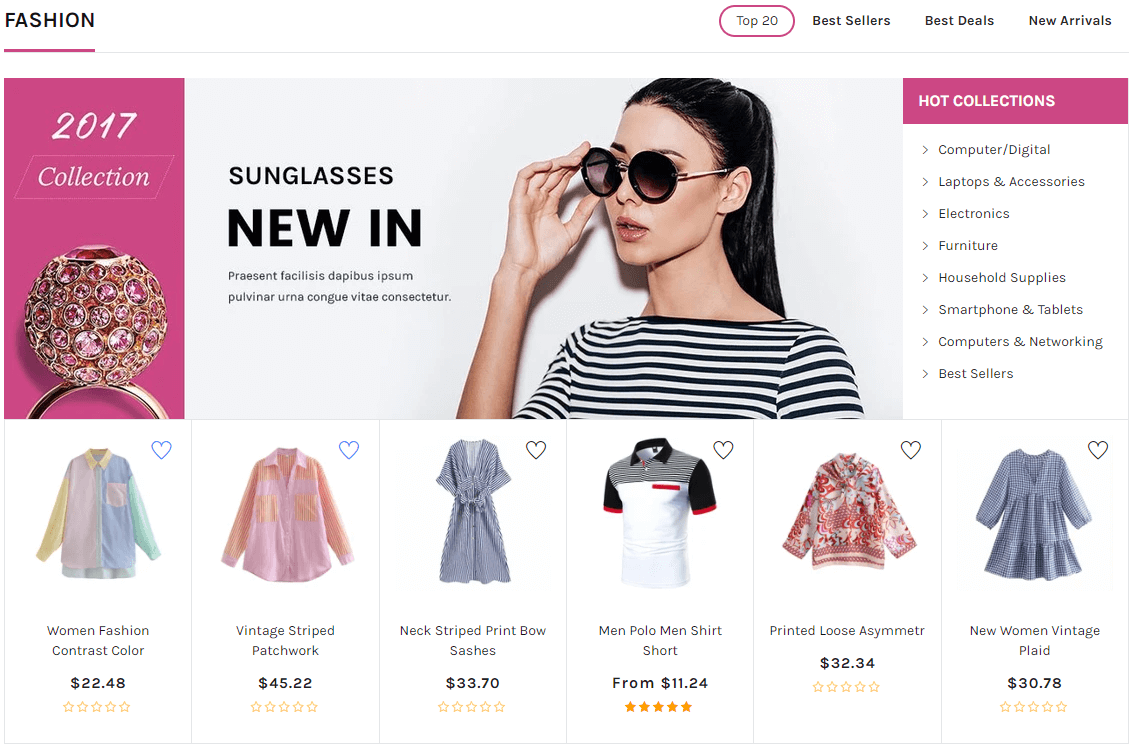 FASHION
Top 20
Best Sellers
Best Deals
New Arrivals
2017
Collection
SUNGLASSES
NEW IN
Praesent facilisis dapibus ipsum
pulvinar urna congue vitae consectetur.
HOT COLLECTIONS
Computer/Digital
Laptops & Accessories
Electronics
Furniture
Household Supplies
Smartphone & Tablets
Computers & Networking
Best Sellers
Women Fashion
Contrast Color
$22.48
Vintage Striped
Patchwork
$45.22
Neck Striped Print Bow
Sashes
$33.70
Men Polo Men Shirt
Short
From $11.24
Printed Loose Asymmetr
$32.34
New Women Vintage
Plaid
$30.78